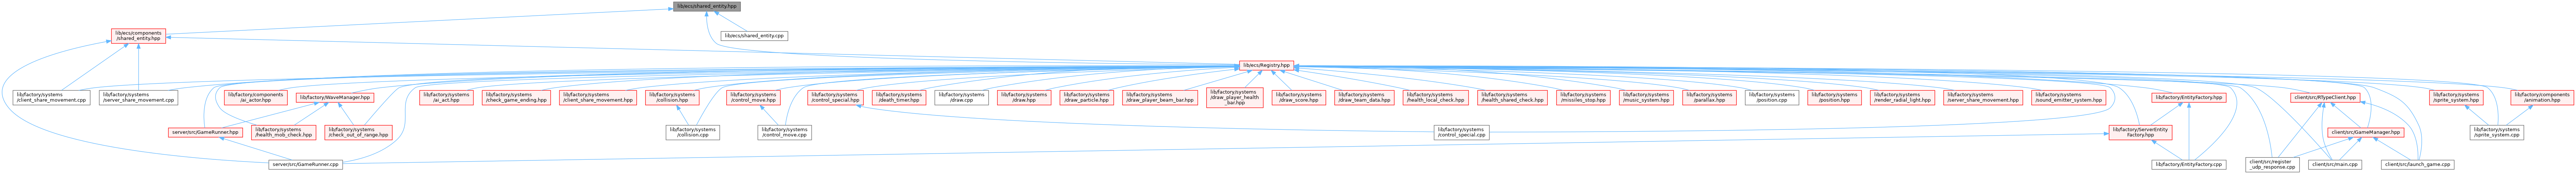 lib/ecs/shared_entity.hpp
lib/ecs/components
/shared_entity.hpp
lib/ecs/shared_entity.cpp
lib/ecs/Registry.hpp
lib/factory/systems
/client_share_movement.cpp
lib/factory/systems
/server_share_movement.cpp
lib/factory/components
/ai_actor.hpp
lib/factory/WaveManager.hpp
lib/factory/systems
/ai_act.hpp
lib/factory/systems
/check_game_ending.hpp
lib/factory/systems
/client_share_movement.hpp
lib/factory/systems
/collision.hpp
lib/factory/systems
/control_move.hpp
lib/factory/systems
/control_special.hpp
lib/factory/systems
/death_timer.hpp
lib/factory/systems
/draw.cpp
lib/factory/systems
/draw.hpp
lib/factory/systems
/draw_particle.hpp
lib/factory/systems
/draw_player_beam_bar.hpp
lib/factory/systems
/draw_player_health
_bar.hpp
lib/factory/systems
/draw_score.hpp
lib/factory/systems
/draw_team_data.hpp
lib/factory/systems
/health_local_check.hpp
lib/factory/systems
/health_shared_check.hpp
lib/factory/systems
/missiles_stop.hpp
lib/factory/systems
/music_system.hpp
lib/factory/systems
/parallax.hpp
lib/factory/systems
/position.cpp
lib/factory/systems
/position.hpp
lib/factory/systems
/render_radial_light.hpp
lib/factory/systems
/server_share_movement.hpp
lib/factory/systems
/sound_emitter_system.hpp
lib/factory/EntityFactory.hpp
client/src/RTypeClient.hpp
lib/factory/systems
/sprite_system.hpp
lib/factory/components
/animation.hpp
server/src/GameRunner.hpp
lib/factory/systems
/health_mob_check.hpp
lib/factory/systems
/check_out_of_range.hpp
lib/factory/systems
/collision.cpp
lib/factory/systems
/control_move.cpp
lib/factory/systems
/control_special.cpp
lib/factory/ServerEntity
Factory.hpp
client/src/GameManager.hpp
lib/factory/systems
/sprite_system.cpp
server/src/GameRunner.cpp
lib/factory/EntityFactory.cpp
client/src/register
_udp_response.cpp
client/src/main.cpp
client/src/launch_game.cpp